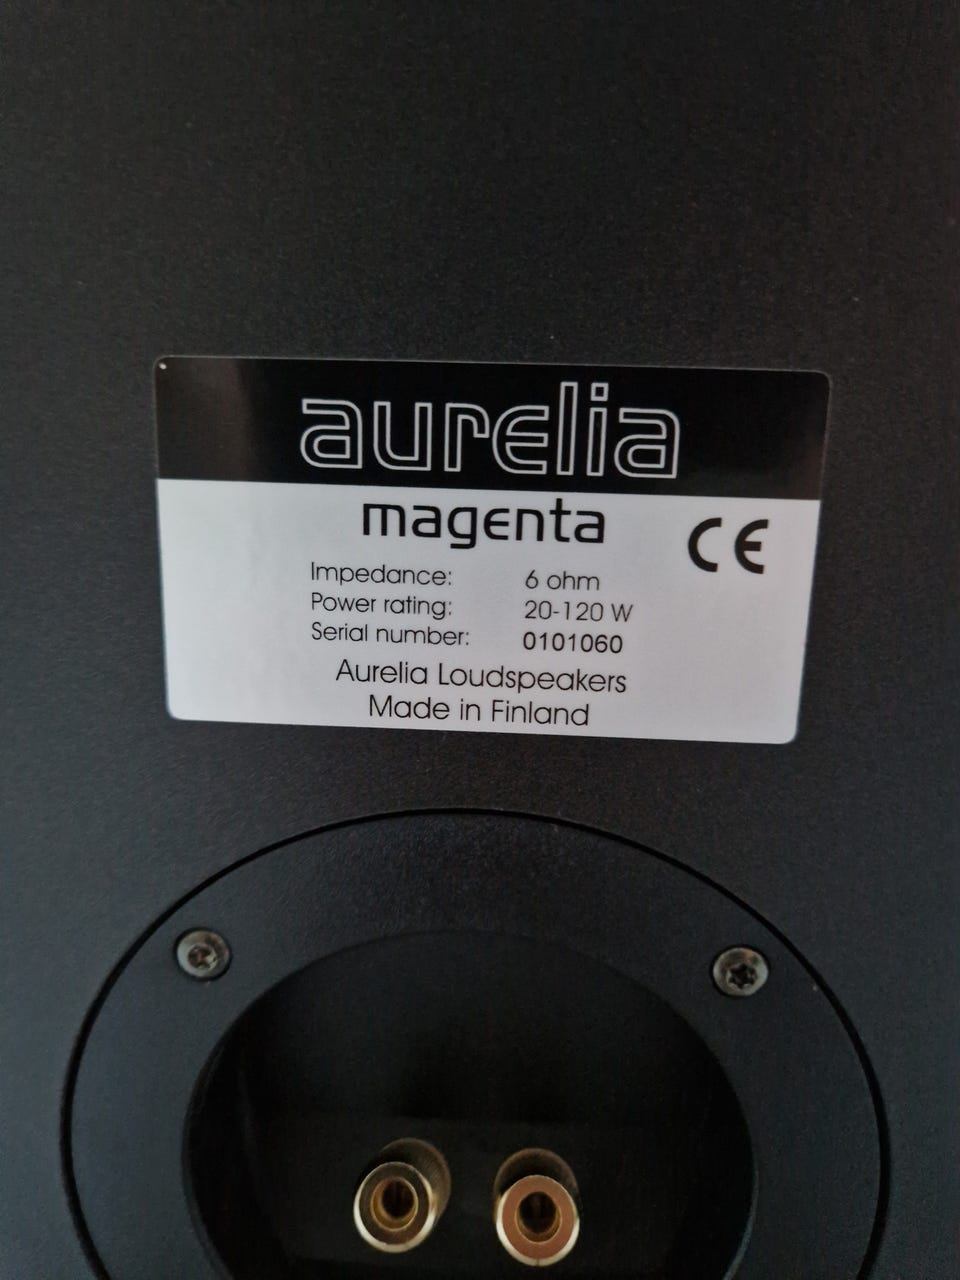 aurelia
magenta
CE
Impedance: 6 ohm
Power rating: 20-120 W
Serial number: 0101060
Aurelia Loudspeakers
Made in Finland